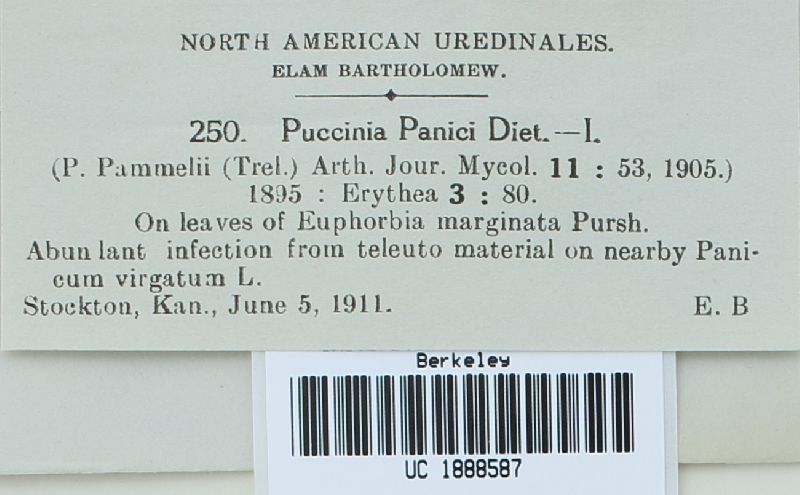 NORTH AMERICAN UREDINALES.
ELAM BARTHOLOMEW.
250. Puccinia Panici Diet.—I.
(P. Pammelii (Trel.) Arth. Jour. Mycol. 11 : 53, 1905.)
1895 : Erythea 3 : 80.
On leaves of Euphorbia marginata Pursh.
Abun lant infection from teleuto material on nearby Pani-
cum virgatum L.
Stockton, Kan., June 5, 1911. E. B
Berkeley
UC 1888587